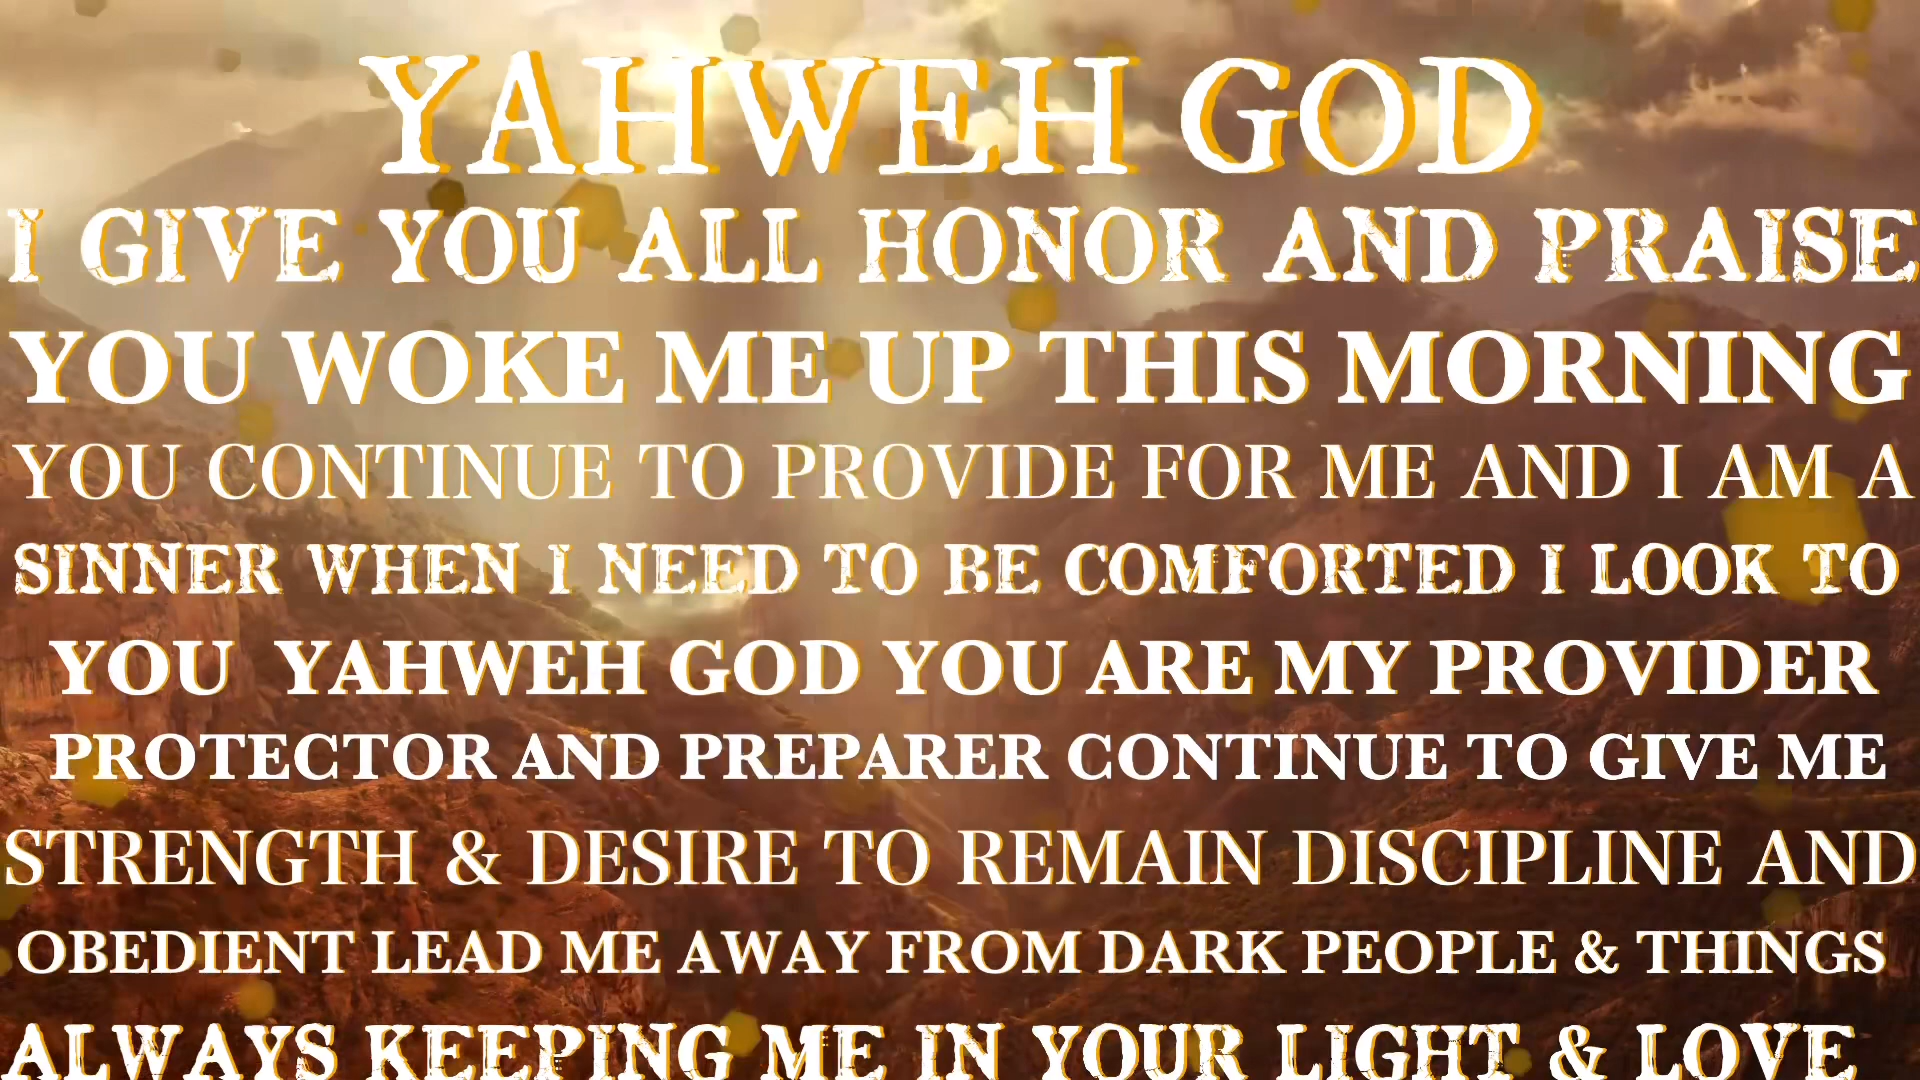 YAHWEH GOD
I GIVE YOU ALL HONOR AND PRAISE
YOU WOKE ME UP THIS MORNING
YOU CONTINUE TO PROVIDE FOR ME AND I AM A
SINNER WHEN I NEED TO BE COMFORTED I LOOK TO
YOU  YAHWEH GOD YOU ARE MY PROVIDER
PROTECTOR AND PREPARER CONTINUE TO GIVE ME
STRENGTH & DESIRE TO REMAIN DISCIPLINE AND
OBEDIENT LEAD ME AWAY FROM DARK PEOPLE & THINGS
ALWAYS KEEPING ME IN YOUR LIGHT & LOVE